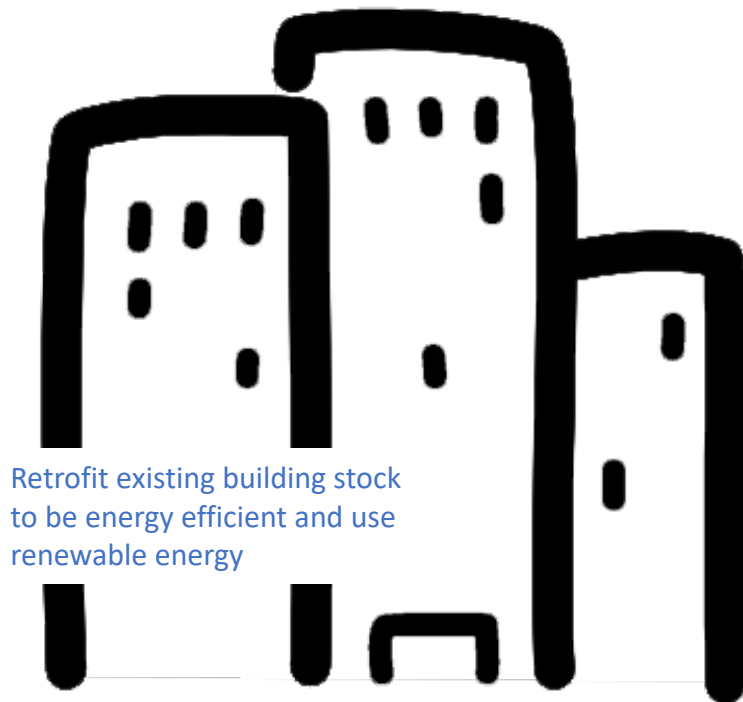 Retrofit existing building stock
to be energy efficient and use
renewable energy